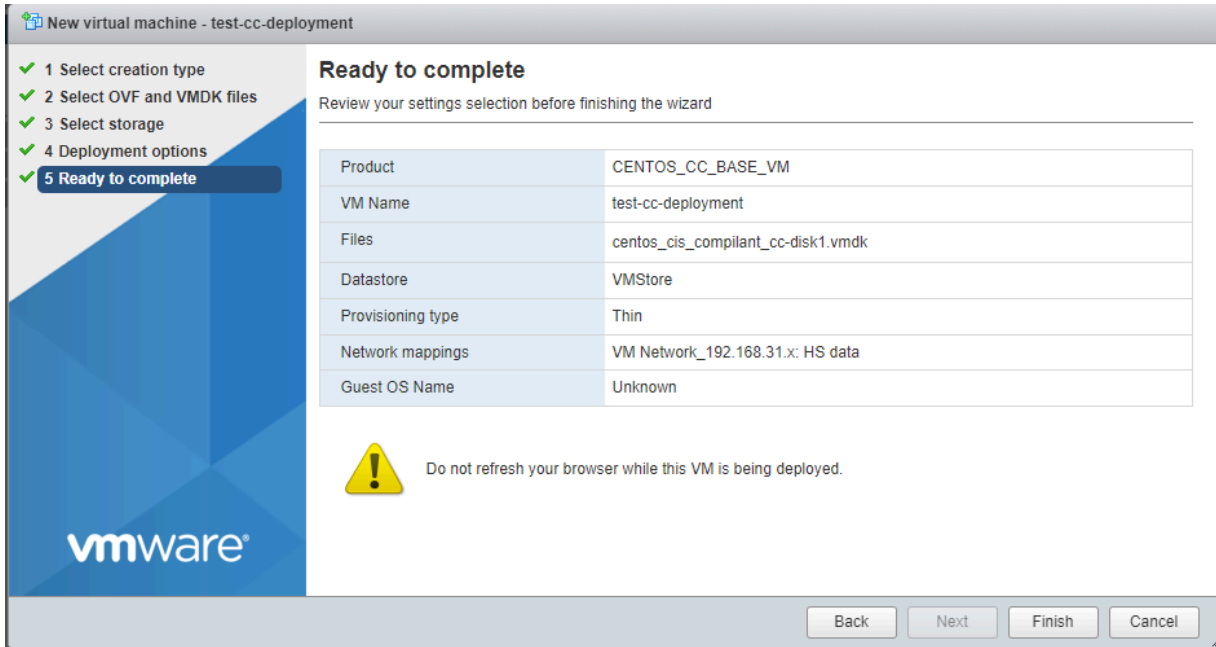 New virtual machine - test-cc-deployment
1 Select creation type
2 Select OVF and VMDK files
3 Select storage
4 Deployment options
5 Ready to complete
Ready to complete
Review your settings selection before finishing the wizard
Product CENTOS_CC_BASE_VM
VM Name test-cc-deployment
Files centos_cis_compilant_cc-disk1.vmdk
Datastore VMStore
Provisioning type Thin
Network mappings VM Network_192.168.31.x: HS data
Guest OS Name Unknown
Do not refresh your browser while this VM is being deployed.
vmware®
Back Next Finish Cancel